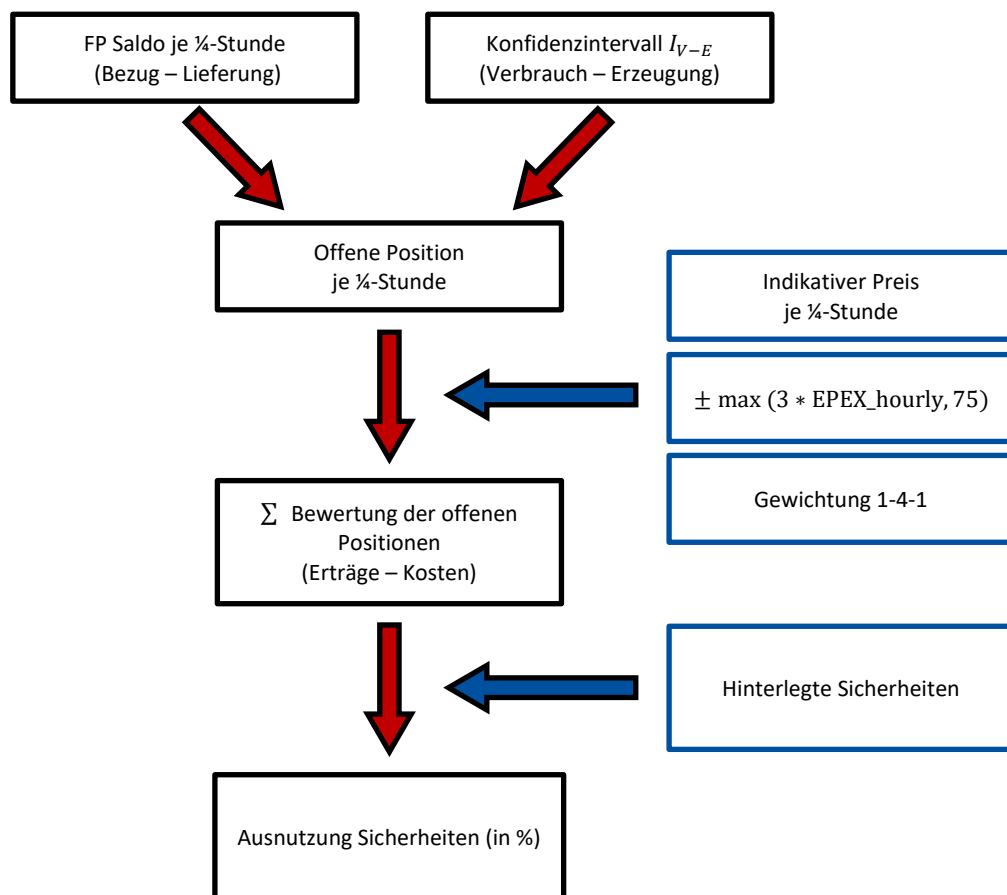 FP Saldo je ¼-Stunde
(Bezug – Lieferung)
Konfidenzintervall I_{V−E}
(Verbrauch – Erzeugung)
Offene Position
je ¼-Stunde
Indikativer Preis
je ¼-Stunde
± max (3 * EPEX_hourly, 75)
Gewichtung 1-4-1
∑ Bewertung der offenen
Positionen
(Erträge – Kosten)
Hinterlegte Sicherheiten
Ausnutzung Sicherheiten (in %)